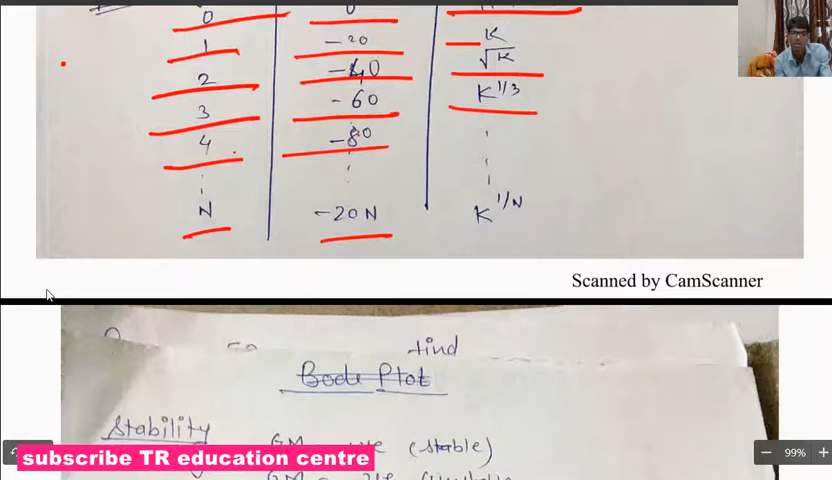 0 0
1 -20 K
2 -40 √K
3 -60 K^1/3
4 -80
N -20N K^1/N
Scanned by CamScanner
find
Bode Plot
Stability
(stable)
subscribe TR education centre
99%